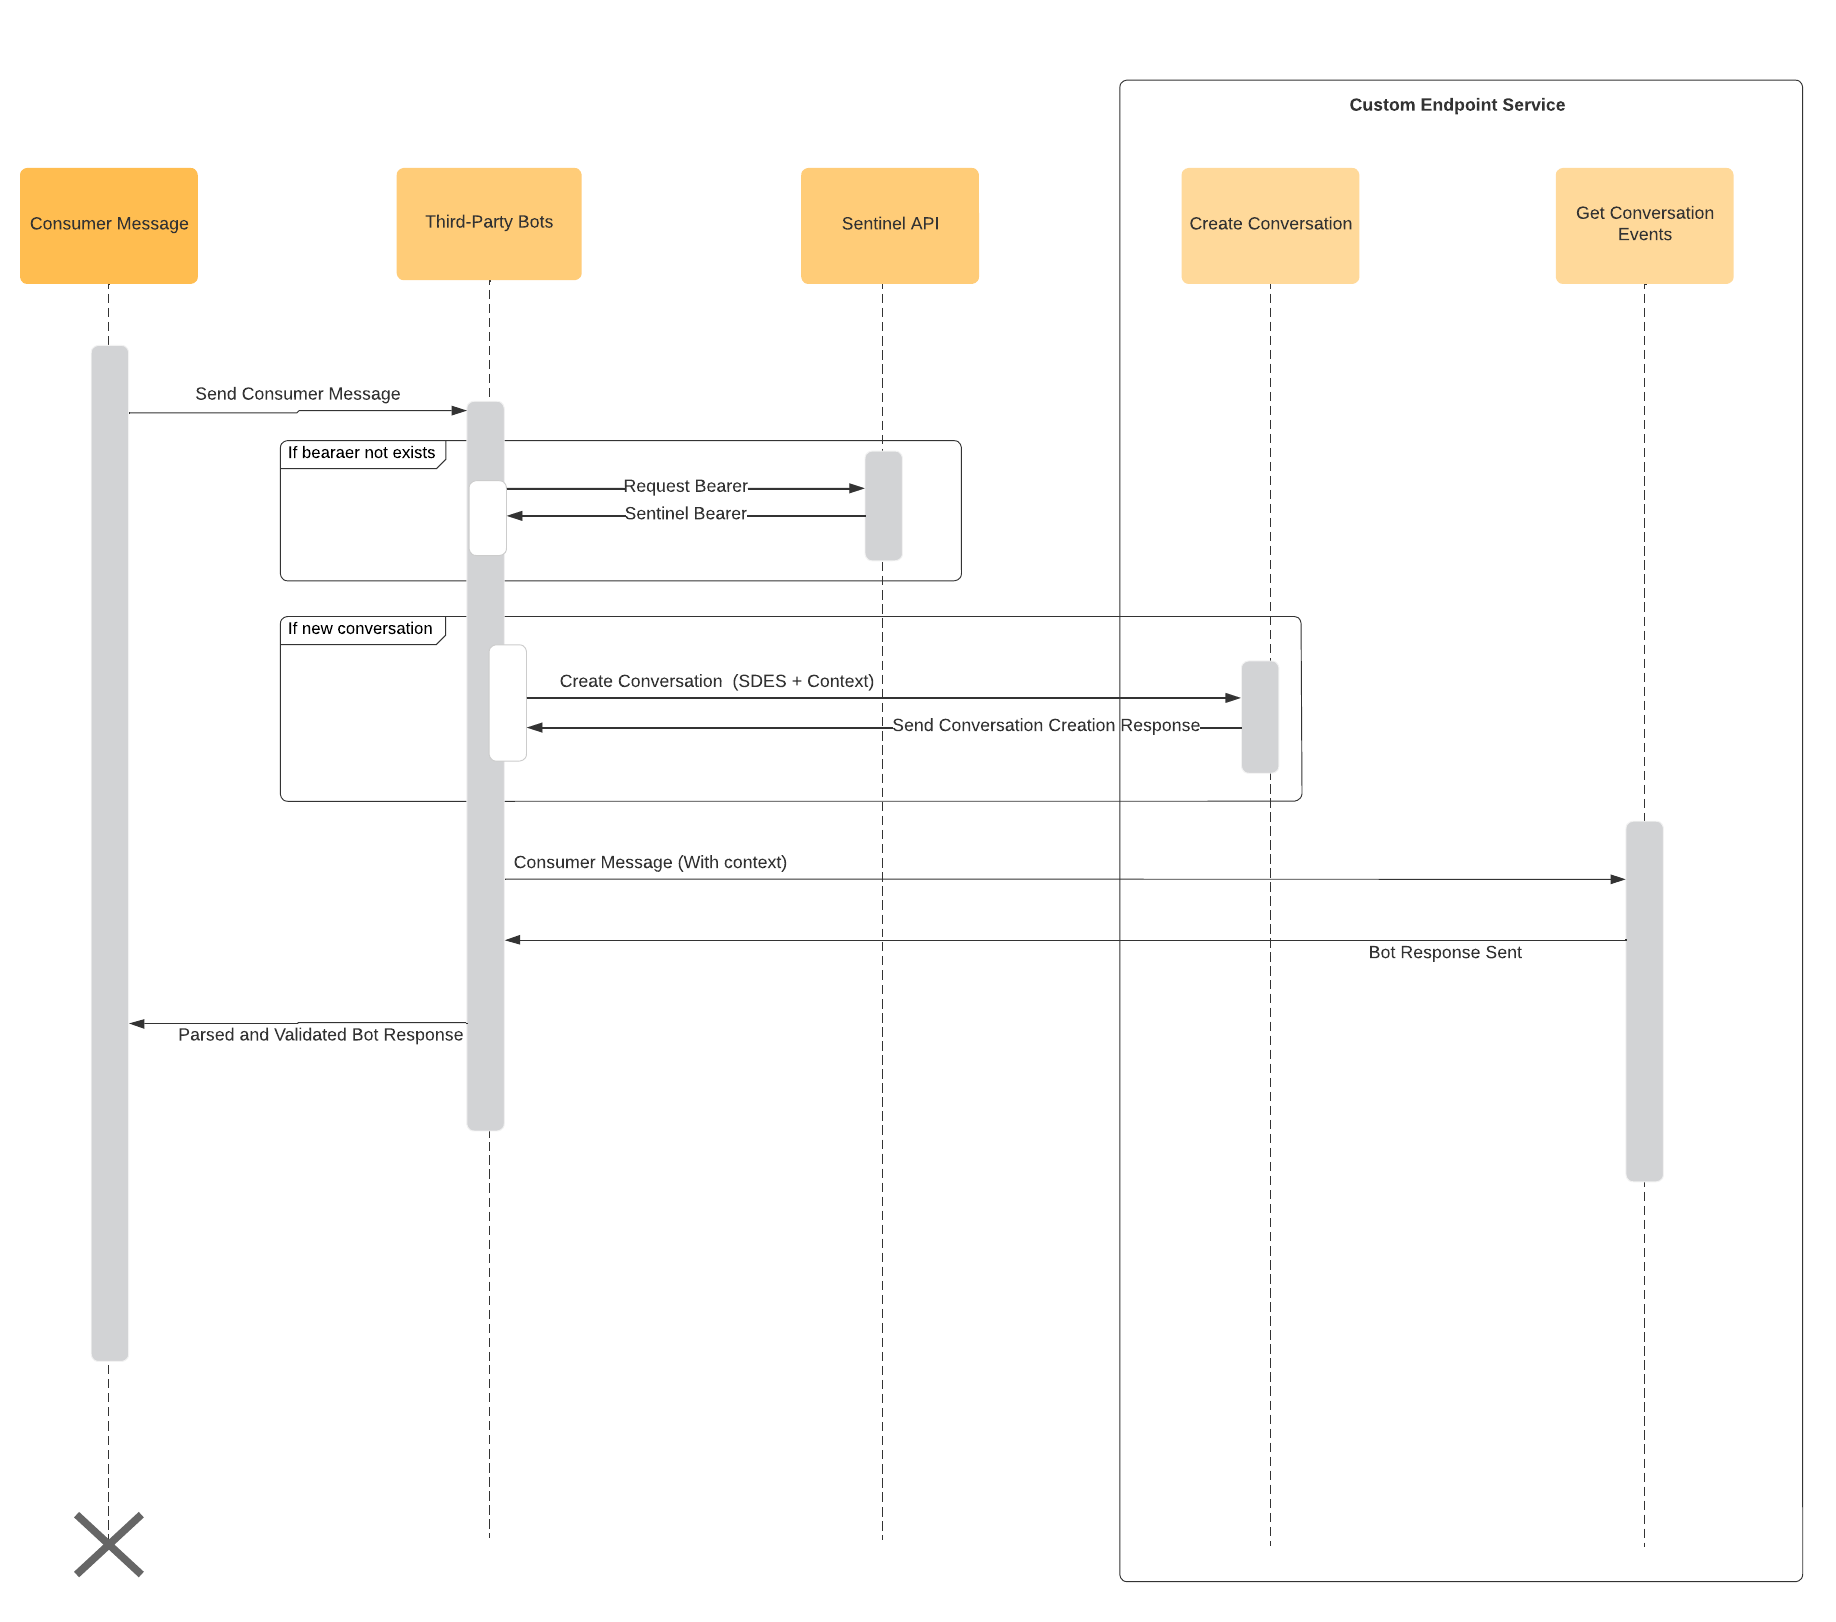 Custom Endpoint Service
Consumer Message
Third-Party Bots
Sentinel API
Create Conversation
Get Conversation
Events
Send Consumer Message
If bearaer not exists
Request Bearer
Sentinel Bearer
If new conversation
Create Conversation  (SDES + Context)
Send Conversation Creation Response
Consumer Message (With context)
Bot Response Sent
Parsed and Validated Bot Response